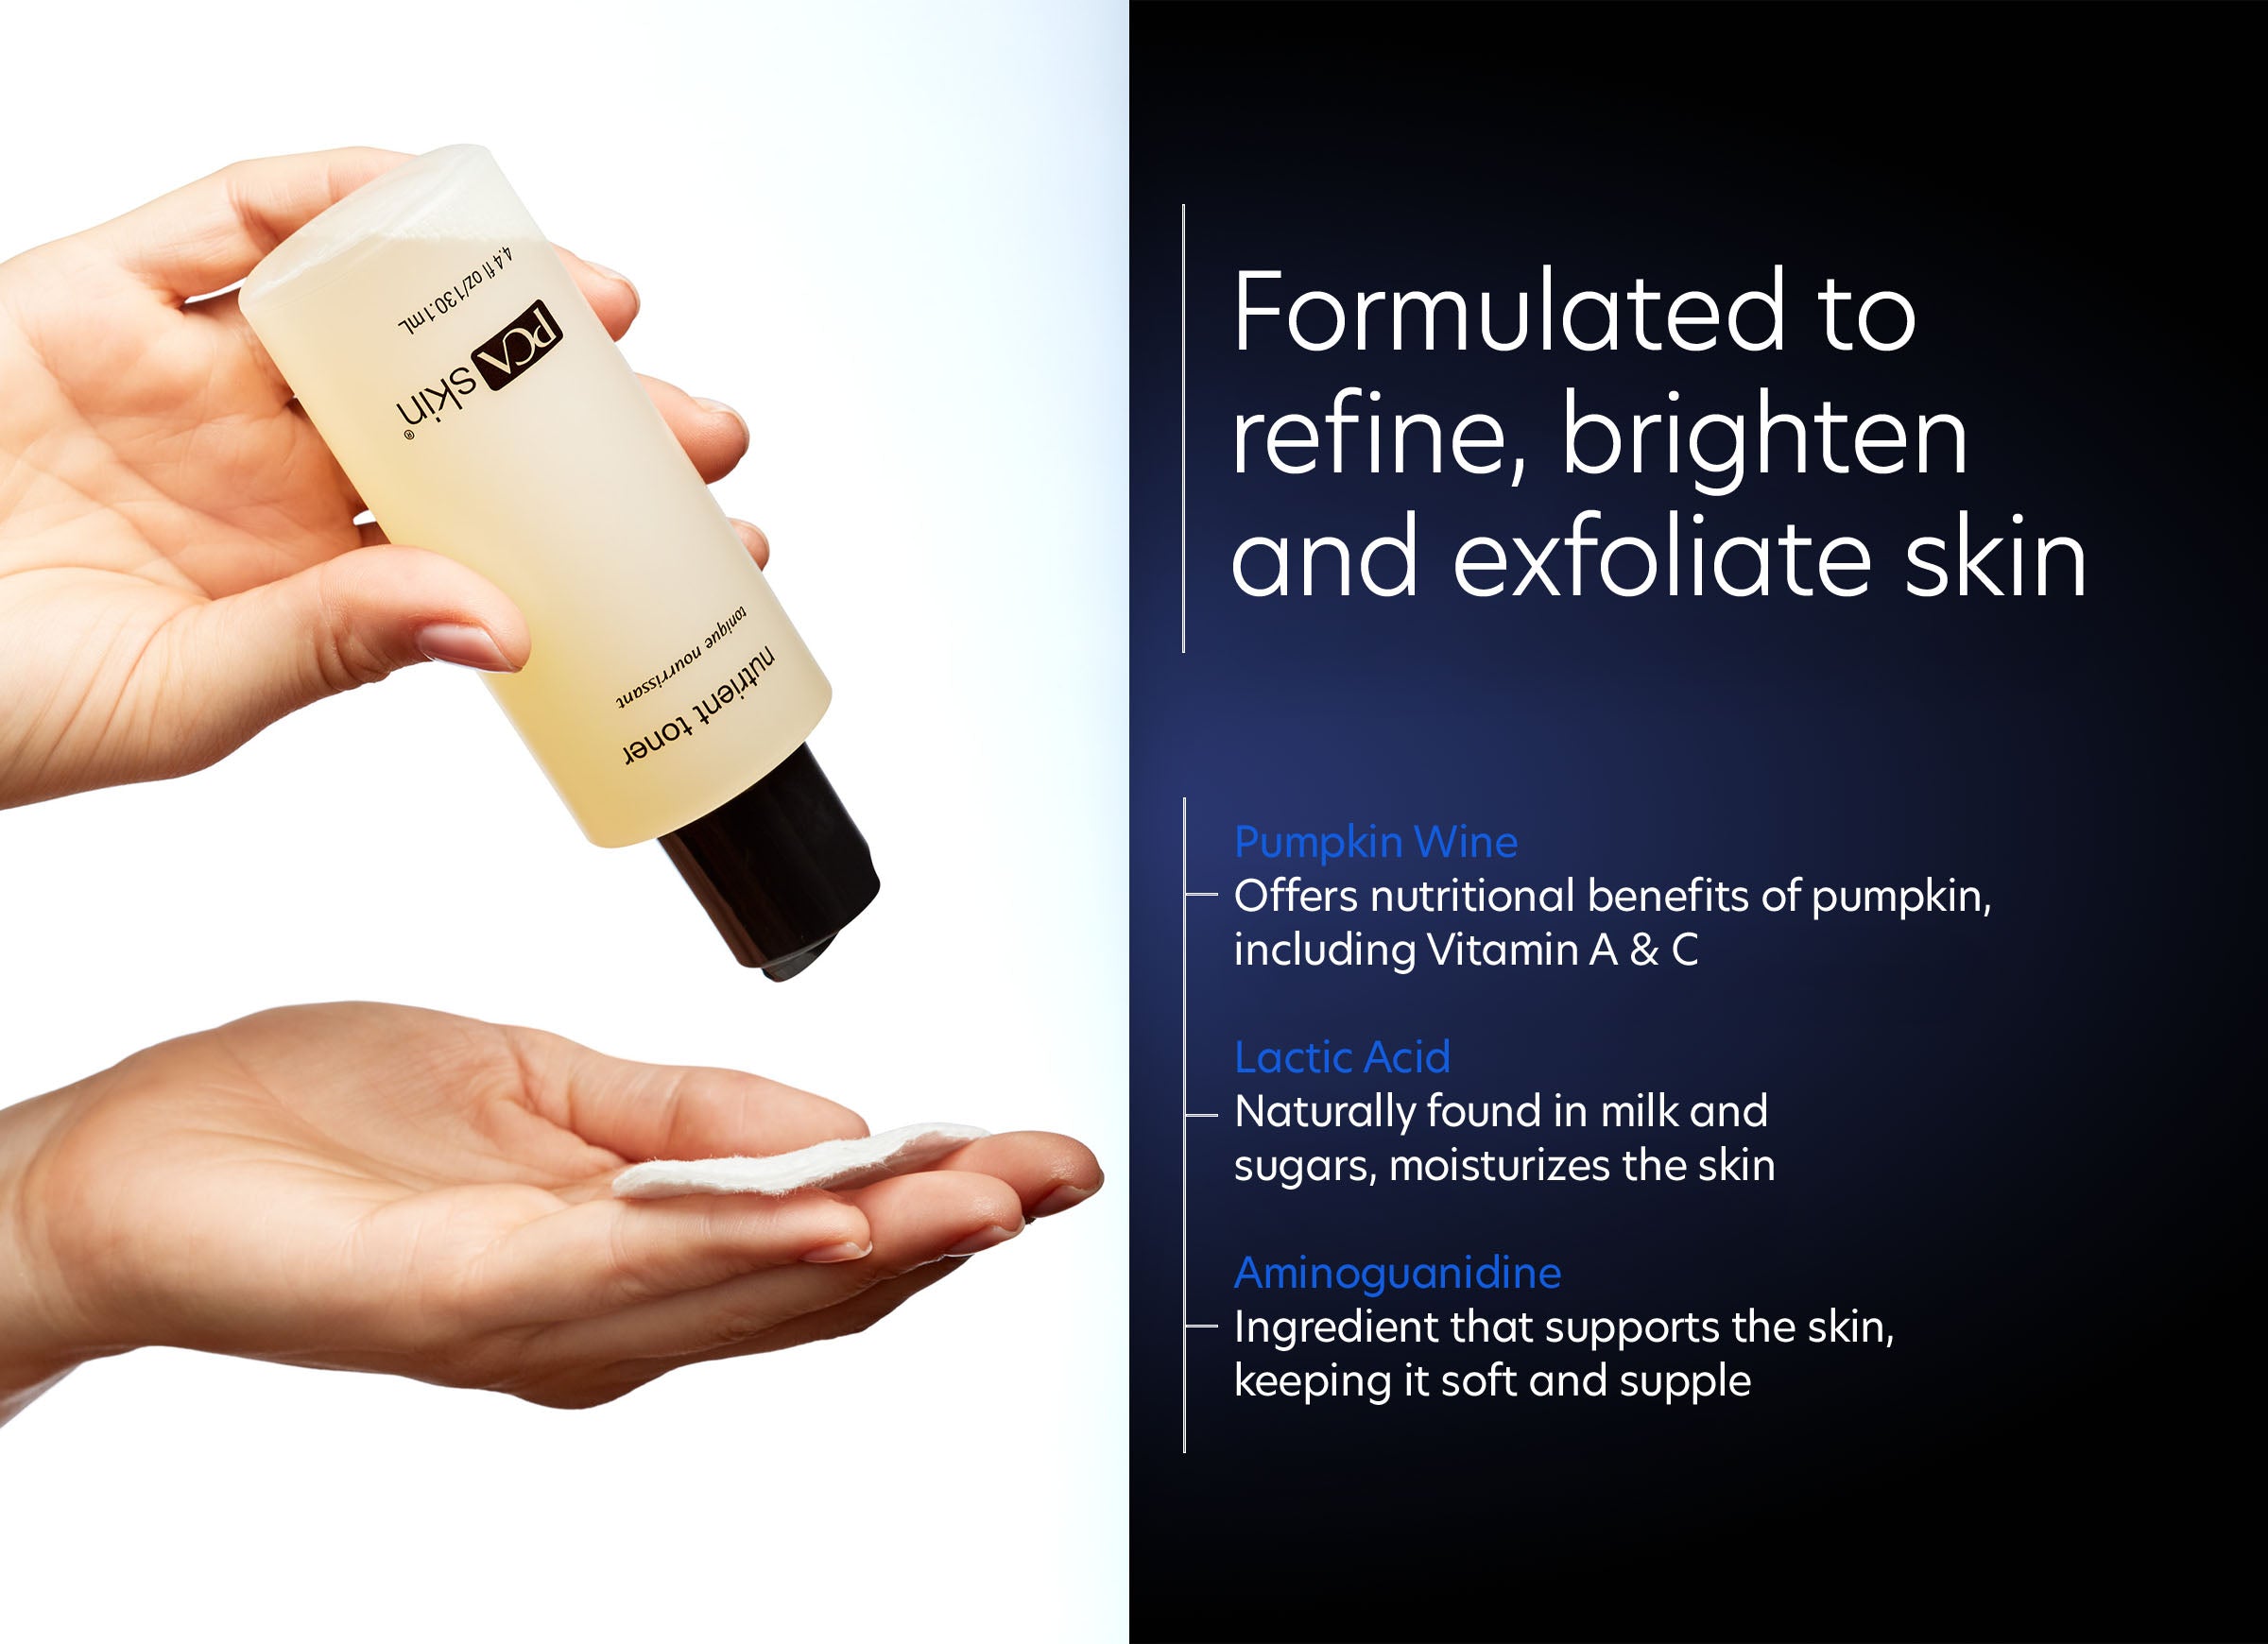 4.4 fl oz/130.1 mL
PCA skin®
tonique nourrissant
nutrient toner
Formulated to
refine, brighten
and exfoliate skin
Pumpkin Wine
Offers nutritional benefits of pumpkin,
including Vitamin A & C
Lactic Acid
Naturally found in milk and
sugars, moisturizes the skin
Aminoguanidine
Ingredient that supports the skin,
keeping it soft and supple